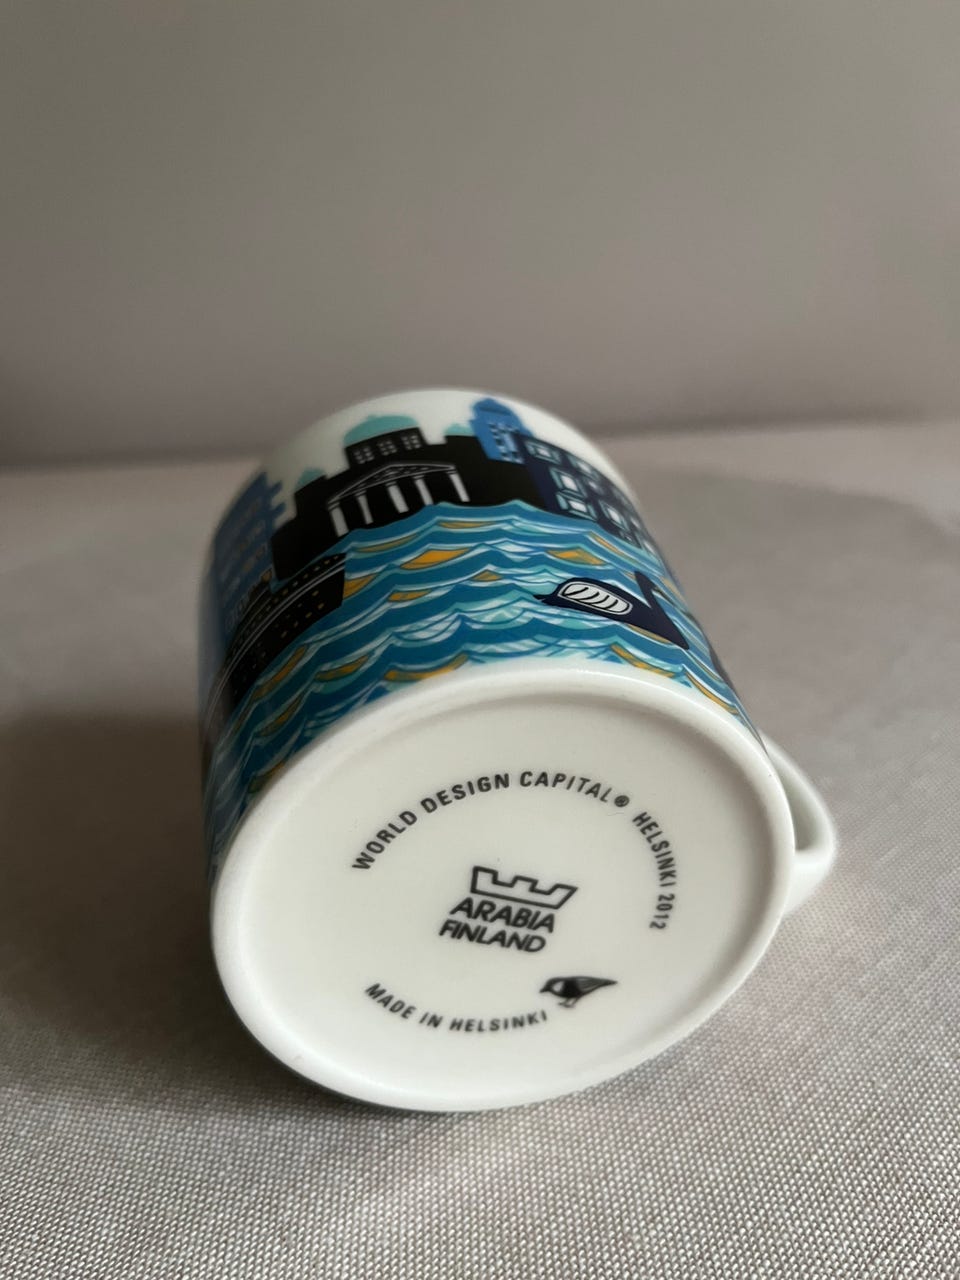 WORLD DESIGN CAPITAL® HELSINKI 2012
ARABIA
FINLAND
MADE IN HELSINKI